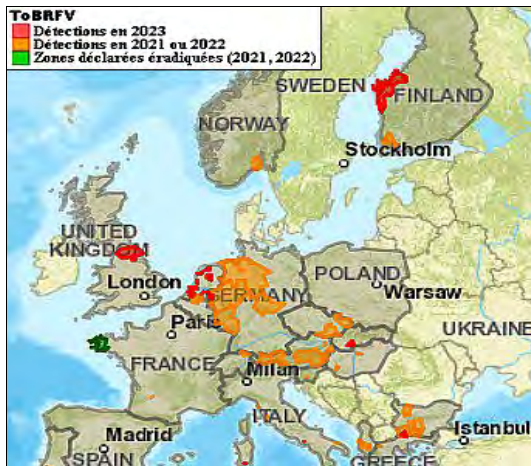 ToBRFV
Détections en 2023
Détections en 2021 ou 2022
Zones déclarées éradiquées (2021, 2022)
SWEDEN
FINLAND
NORWAY
Stockholm
UNITED
KINGDOM
London
POLAND
Warsaw
GERMANY
UKRAINE
Paris
FRANCE
Milan
ITALY
Istanbul
Madrid
SPAIN
GREECE